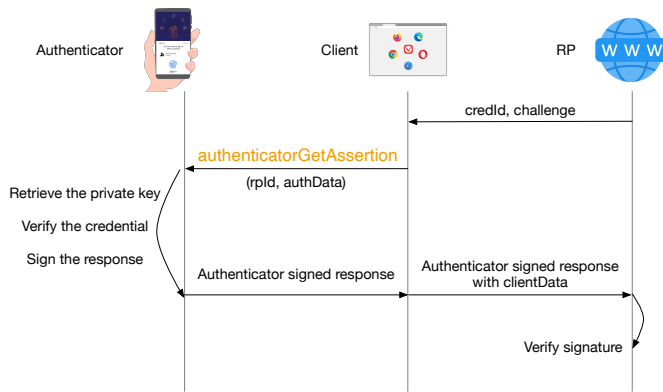 Authenticator
Client
RP
WWW
credId, challenge
authenticatorGetAssertion
(rpId, authData)
Retrieve the private key
Verify the credential
Sign the response
Authenticator signed response
Authenticator signed response
with clientData
Verify signature